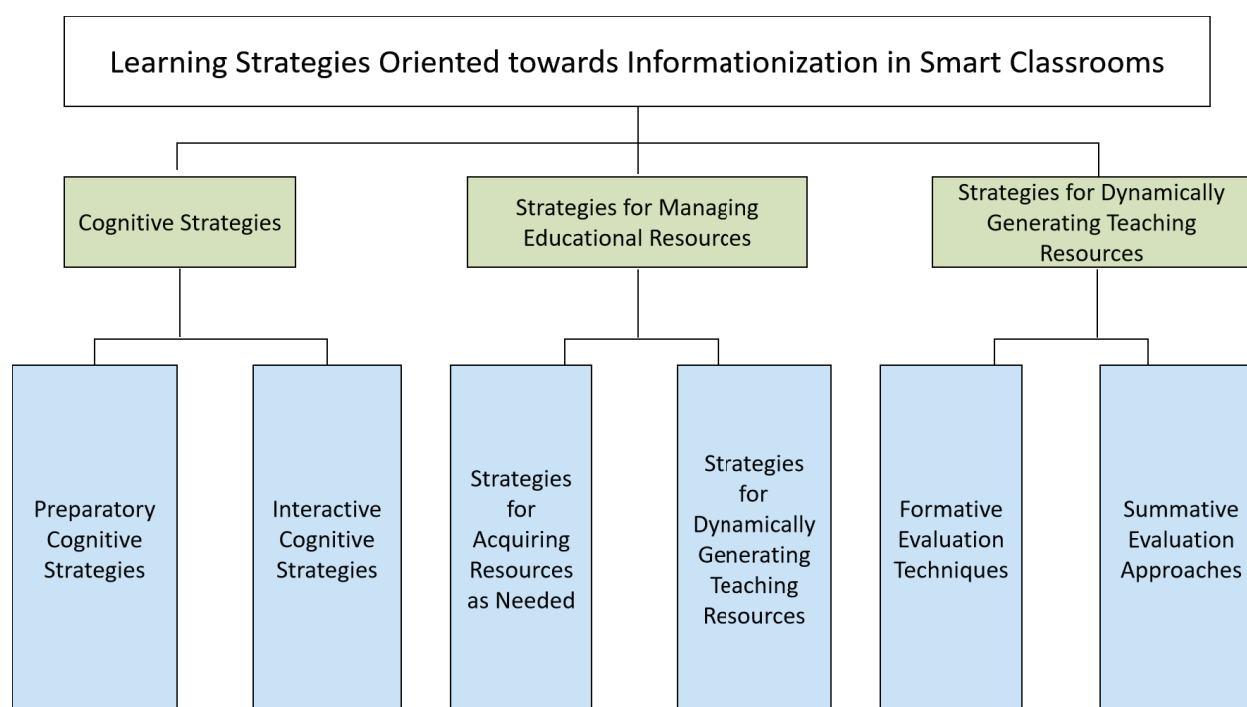 Learning Strategies Oriented towards Informationization in Smart Classrooms
Cognitive Strategies
Strategies for Managing
Educational Resources
Strategies for Dynamically
Generating Teaching
Resources
Preparatory
Cognitive
Strategies
Interactive
Cognitive
Strategies
Strategies
for
Acquiring
Resources
as Needed
Strategies
for
Dynamically
Generating
Teaching
Resources
Formative
Evaluation
Techniques
Summative
Evaluation
Approaches